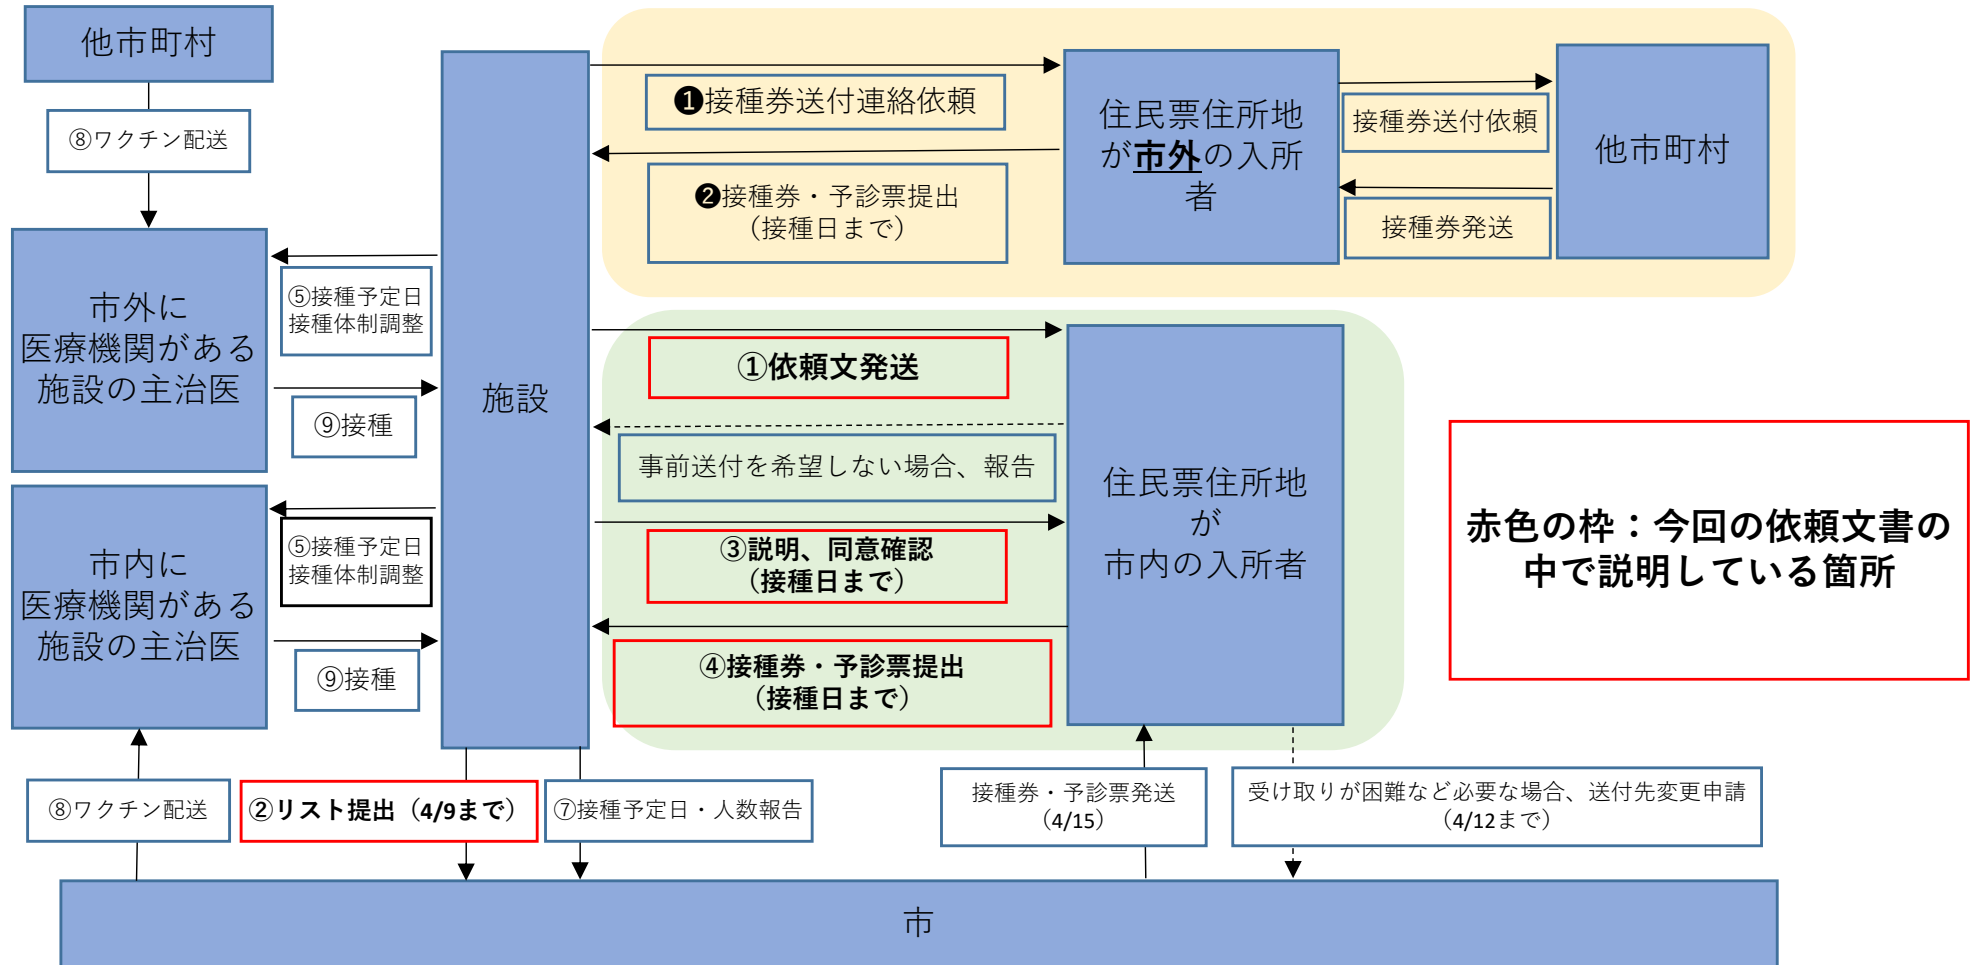 他市町村
⑧ワクチン配送
市外に
医療機関がある
施設の主治医
⑤接種予定日
接種体制調整
⑨接種
市内に
医療機関がある
施設の主治医
⑤接種予定日
接種体制調整
⑨接種
⑧ワクチン配送
施設
❶接種券送付連絡依頼
❷接種券・予診票提出
（接種日まで）
住民票住所地
が市外の入所
者
接種券送付依頼
接種券発送
他市町村
①依頼文発送
事前送付を希望しない場合、報告
③説明、同意確認
（接種日まで）
④接種券・予診票提出
（接種日まで）
住民票住所地
が
市内の入所者
赤色の枠：今回の依頼文書の
中で説明している箇所
②リスト提出（4/9まで）
⑦接種予定日・人数報告
接種券・予診票発送
（4/15）
受け取りが困難など必要な場合、送付先変更申請
（4/12まで）
市